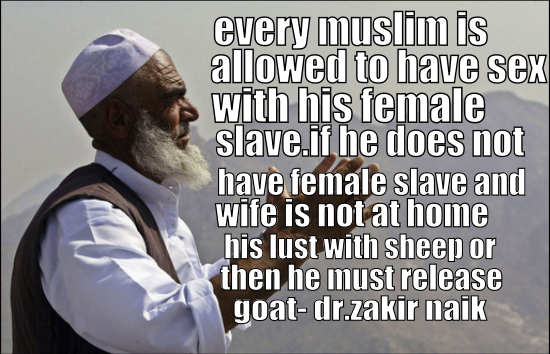 every muslim is
allowed to have sex
with his female
slave.if he does not
have female slave and
wife is not at home
his lust with sheep or
then he must release
goat- dr.zakir naik